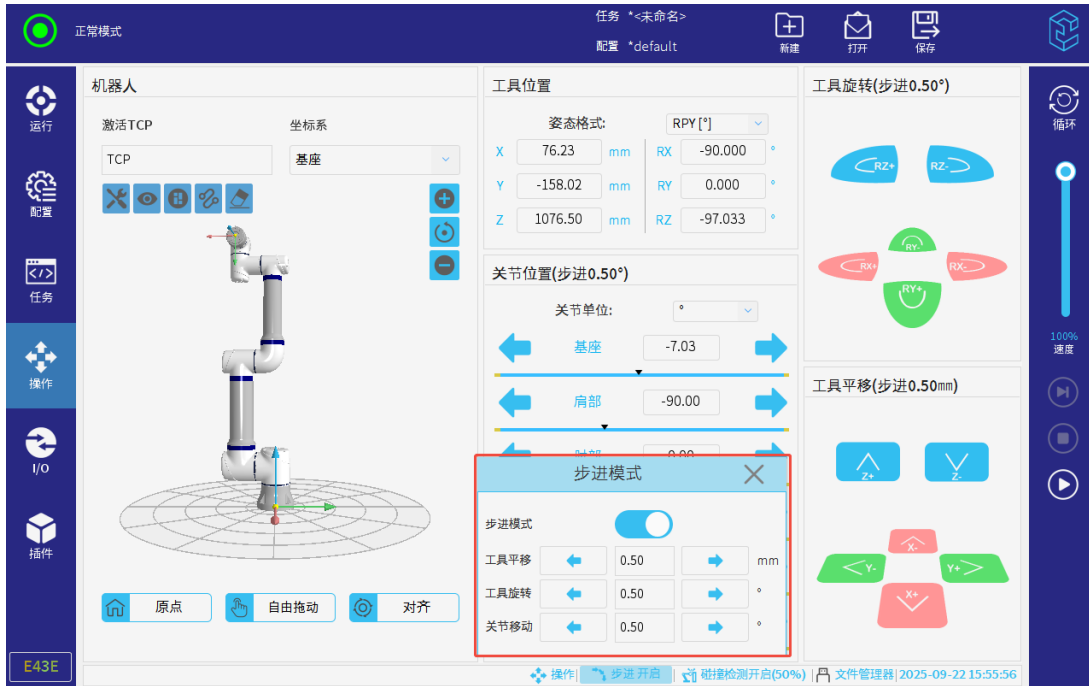 正常模式
任务 *<未命名>
配置 *default
新建
打开
保存
运行
配置
任务
操作
I/O
插件
E43E
机器人
激活TCP
坐标系
TCP
基座
原点
自由拖动
对齐
工具位置
姿态格式: RPY[°]
X 76.23 mm RX -90.000 °
Y -158.02 mm RY 0.000 °
Z 1076.50 mm RZ -97.033 °
关节位置(步进0.50°)
关节单位: °
基座 -7.03
肩部 -90.00
步进模式
步进模式
工具平移 0.50 mm
工具旋转 0.50 °
关节移动 0.50 °
工具旋转(步进0.50°)
RZ+ RZ-
RY-
RX+ RX-
RY+
工具平移(步进0.50mm)
Z+ Z-
X-
Y- Y+
X+
循环
100%
速度
操作| 步进 开启 | 碰撞检测开启(50%) | 文件管理器|2025-09-22 15:55:56